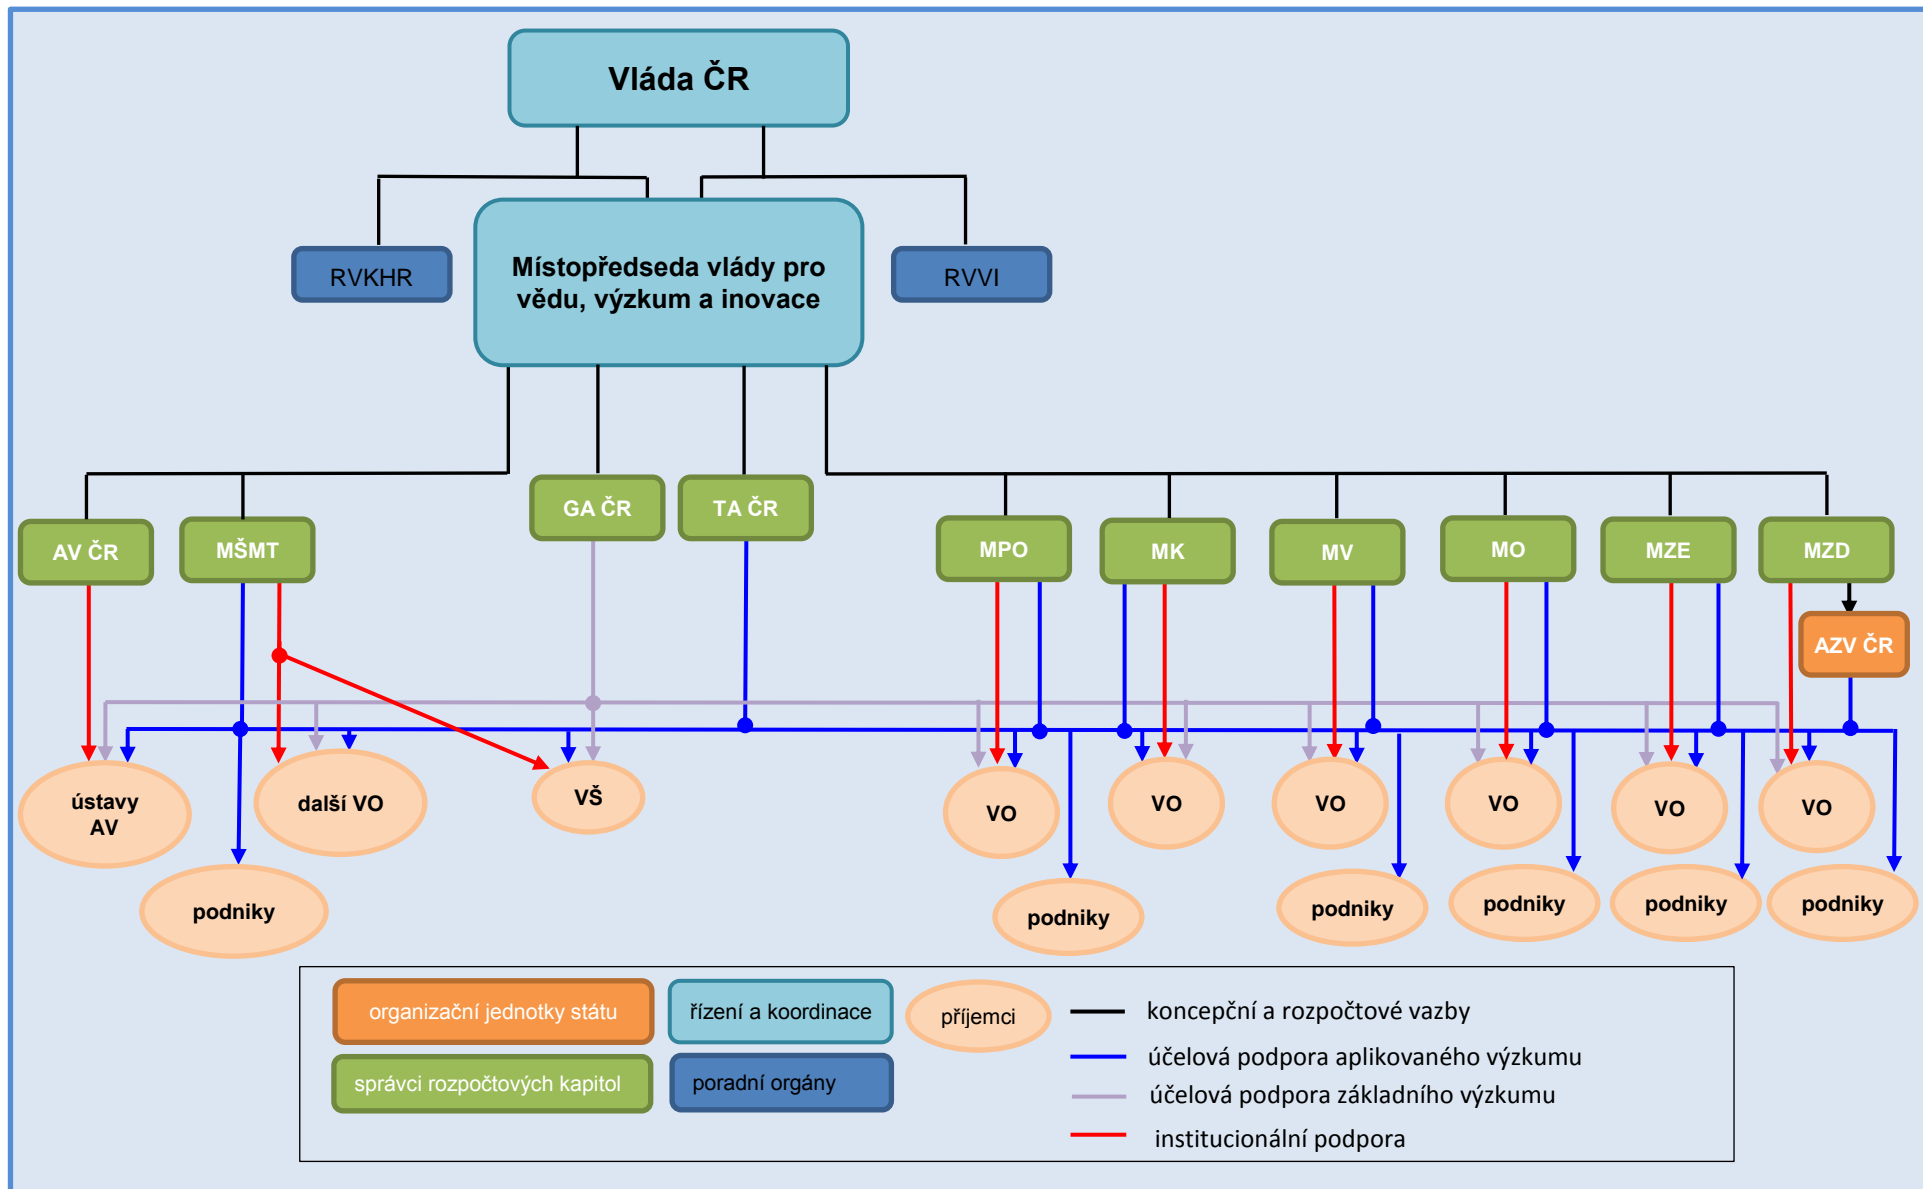 Vláda ČR
RVKHR
Místopředseda vlády pro
vědu, výzkum a inovace
RVVI
GA ČR
TA ČR
AV ČR
MŠMT
MPO
MK
MV
MO
MZE
MZD
AZV ČR
ústavy
AV
další VO
VŠ
VO
VO
VO
VO
VO
VO
podniky
podniky
podniky
podniky
podniky
podniky
organizační jednotky státu
řízení a koordinace
příjemci
koncepční a rozpočtové vazby
účelová podpora aplikovaného výzkumu
správci rozpočtových kapitol
poradní orgány
účelová podpora základního výzkumu
institucionální podpora